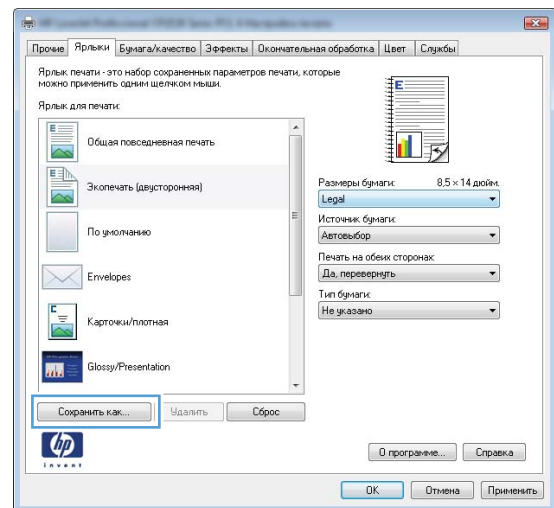 Прочие Ярлыки Бумага/качество Эффекты Окончательная обработка Цвет Службы
Ярлык печати - это набор сохраненных параметров печати, которые
можно применить одним щелчком мыши.
Ярлык для печати:
Общая повседневная печать
Экопечать (двусторонняя)
По умолчанию
Envelopes
Карточки/плотная
Glossy/Presentation
Сохранить как... Удалить Сброс
Размеры бумаги: 8,5 × 14 дюйм.
Legal
Источник бумаги:
Автовыбор
Печать на обеих сторонах:
Да, перевернуть
Тип бумаги:
Не указано
hp
invent
О программе... Справка
OK Отмена Применить